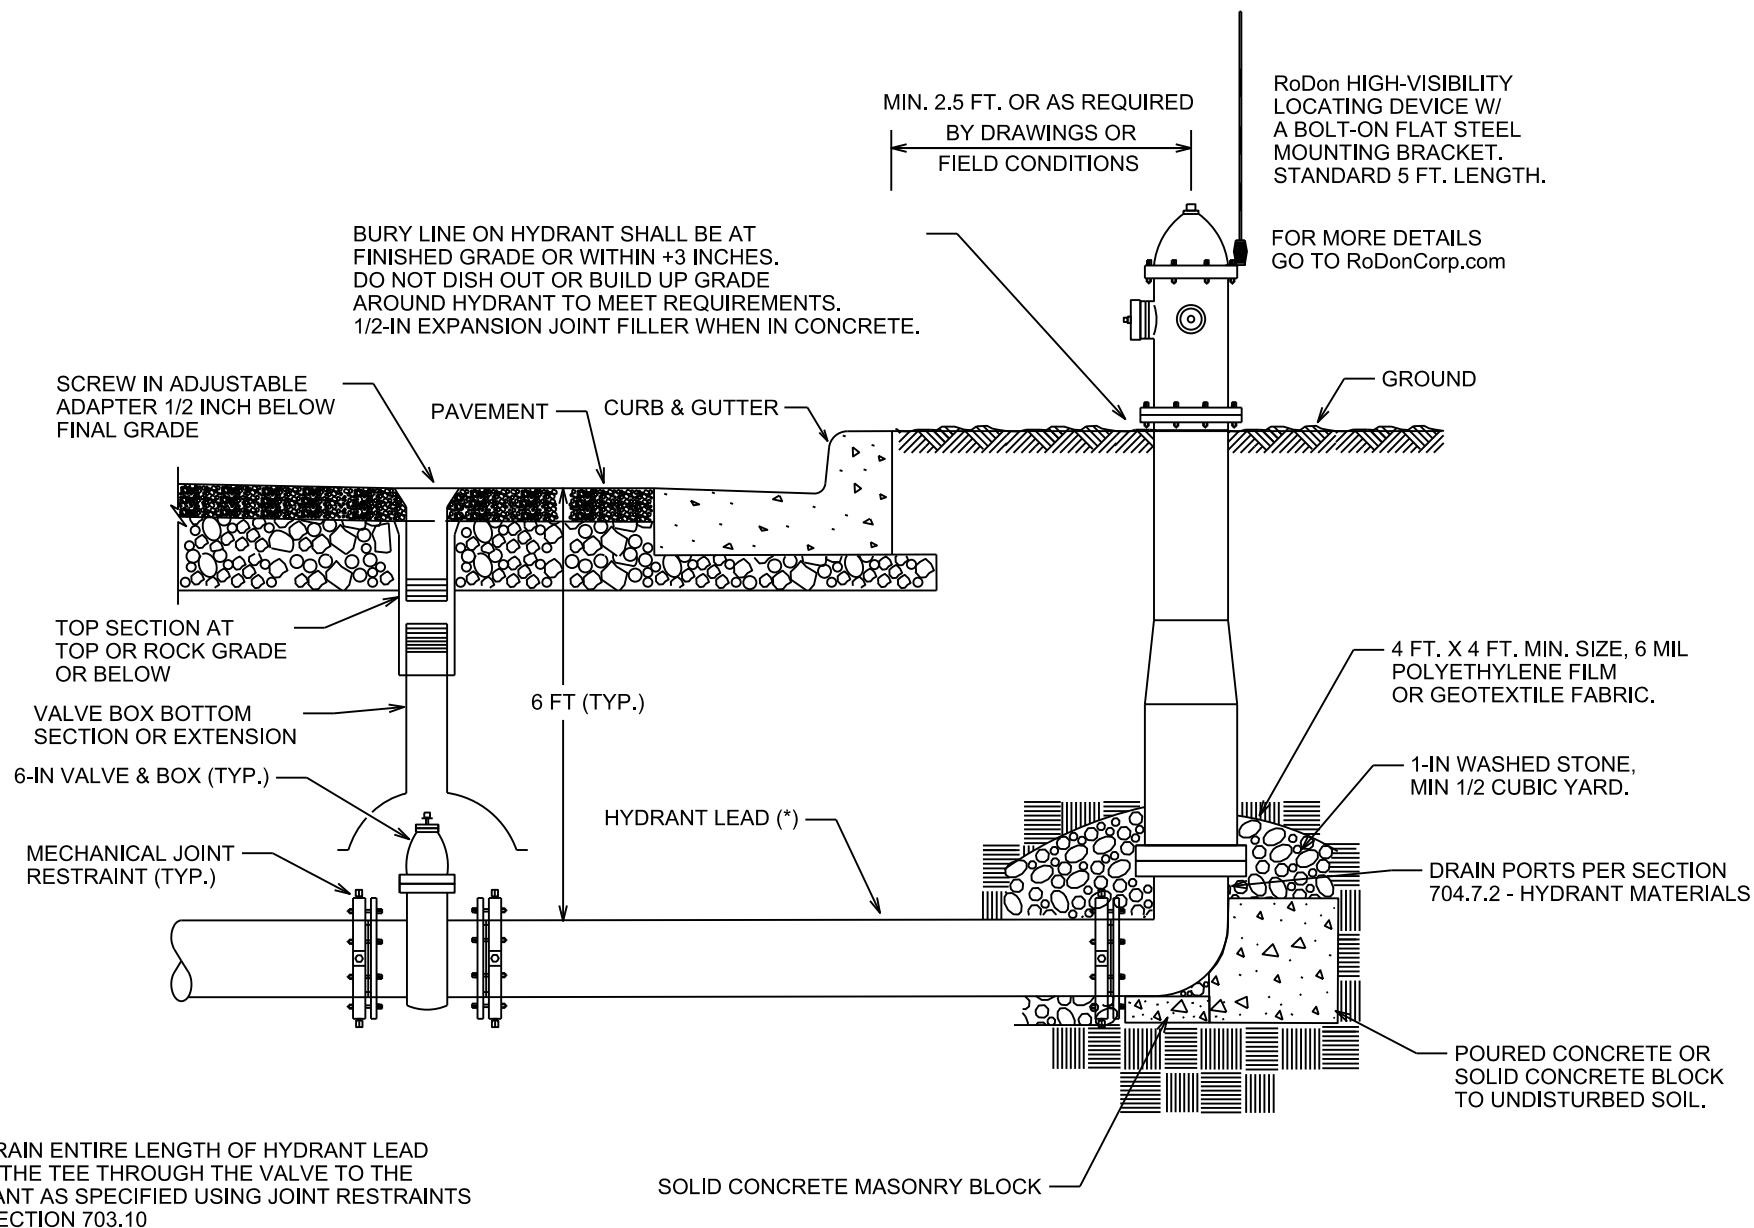 MIN. 2.5 FT. OR AS REQUIRED
BY DRAWINGS OR
FIELD CONDITIONS
RoDon HIGH-VISIBILITY
LOCATING DEVICE W/
A BOLT-ON FLAT STEEL
MOUNTING BRACKET.
STANDARD 5 FT. LENGTH.
FOR MORE DETAILS
GO TO RoDonCorp.com
BURY LINE ON HYDRANT SHALL BE AT
FINISHED GRADE OR WITHIN +3 INCHES.
DO NOT DISH OUT OR BUILD UP GRADE
AROUND HYDRANT TO MEET REQUIREMENTS.
1/2-IN EXPANSION JOINT FILLER WHEN IN CONCRETE.
SCREW IN ADJUSTABLE
ADAPTER 1/2 INCH BELOW
FINAL GRADE
PAVEMENT
CURB & GUTTER
GROUND
TOP SECTION AT
TOP OR ROCK GRADE
OR BELOW
VALVE BOX BOTTOM
SECTION OR EXTENSION
6-IN VALVE & BOX (TYP.)
MECHANICAL JOINT
RESTRAINT (TYP.)
6 FT (TYP.)
HYDRANT LEAD (*)
4 FT. X 4 FT. MIN. SIZE, 6 MIL
POLYETHYLENE FILM
OR GEOTEXTILE FABRIC.
1-IN WASHED STONE,
MIN 1/2 CUBIC YARD.
DRAIN PORTS PER SECTION
704.7.2 - HYDRANT MATERIALS
POURED CONCRETE OR
SOLID CONCRETE BLOCK
TO UNDISTURBED SOIL.
SOLID CONCRETE MASONRY BLOCK
RAIN ENTIRE LENGTH OF HYDRANT LEAD
THE TEE THROUGH THE VALVE TO THE
ANT AS SPECIFIED USING JOINT RESTRAINTS
ECTION 703.10